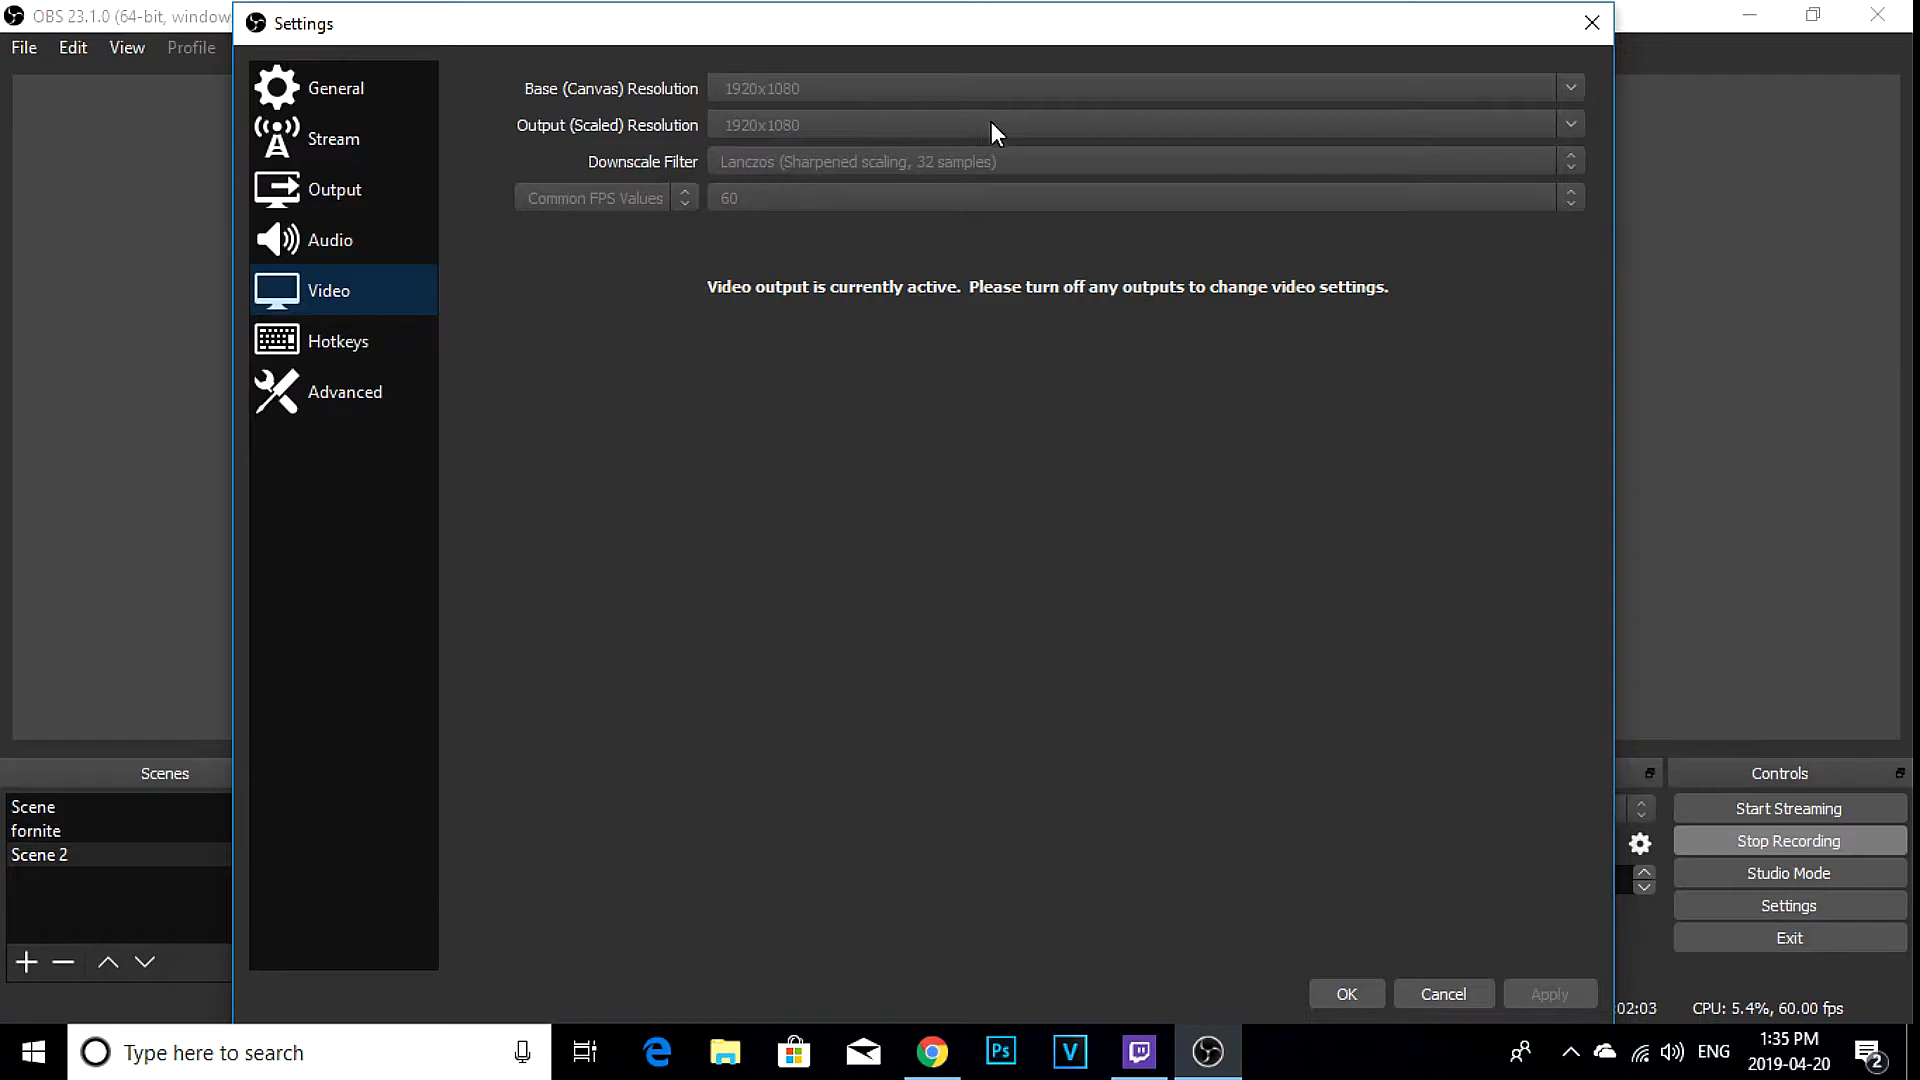 OBS 23.1.0 (64-bit, window
Settings
File
Edit
View
Profile
General
Stream
Output
Audio
Video
Hotkeys
Advanced
Base (Canvas) Resolution
1920x1080
Output (Scaled) Resolution
1920x1080
Downscale Filter
Lanczos (Sharpened scaling, 32 samples)
Common FPS Values
60
Video output is currently active.  Please turn off any outputs to change video settings.
Scenes
Scene
fornite
Scene 2
Controls
Start Streaming
Stop Recording
Studio Mode
Settings
Exit
OK
Cancel
Apply
02:03
CPU: 5.4%, 60.00 fps
Type here to search
Ps
V
ENG
1:35 PM
2019-04-20
2